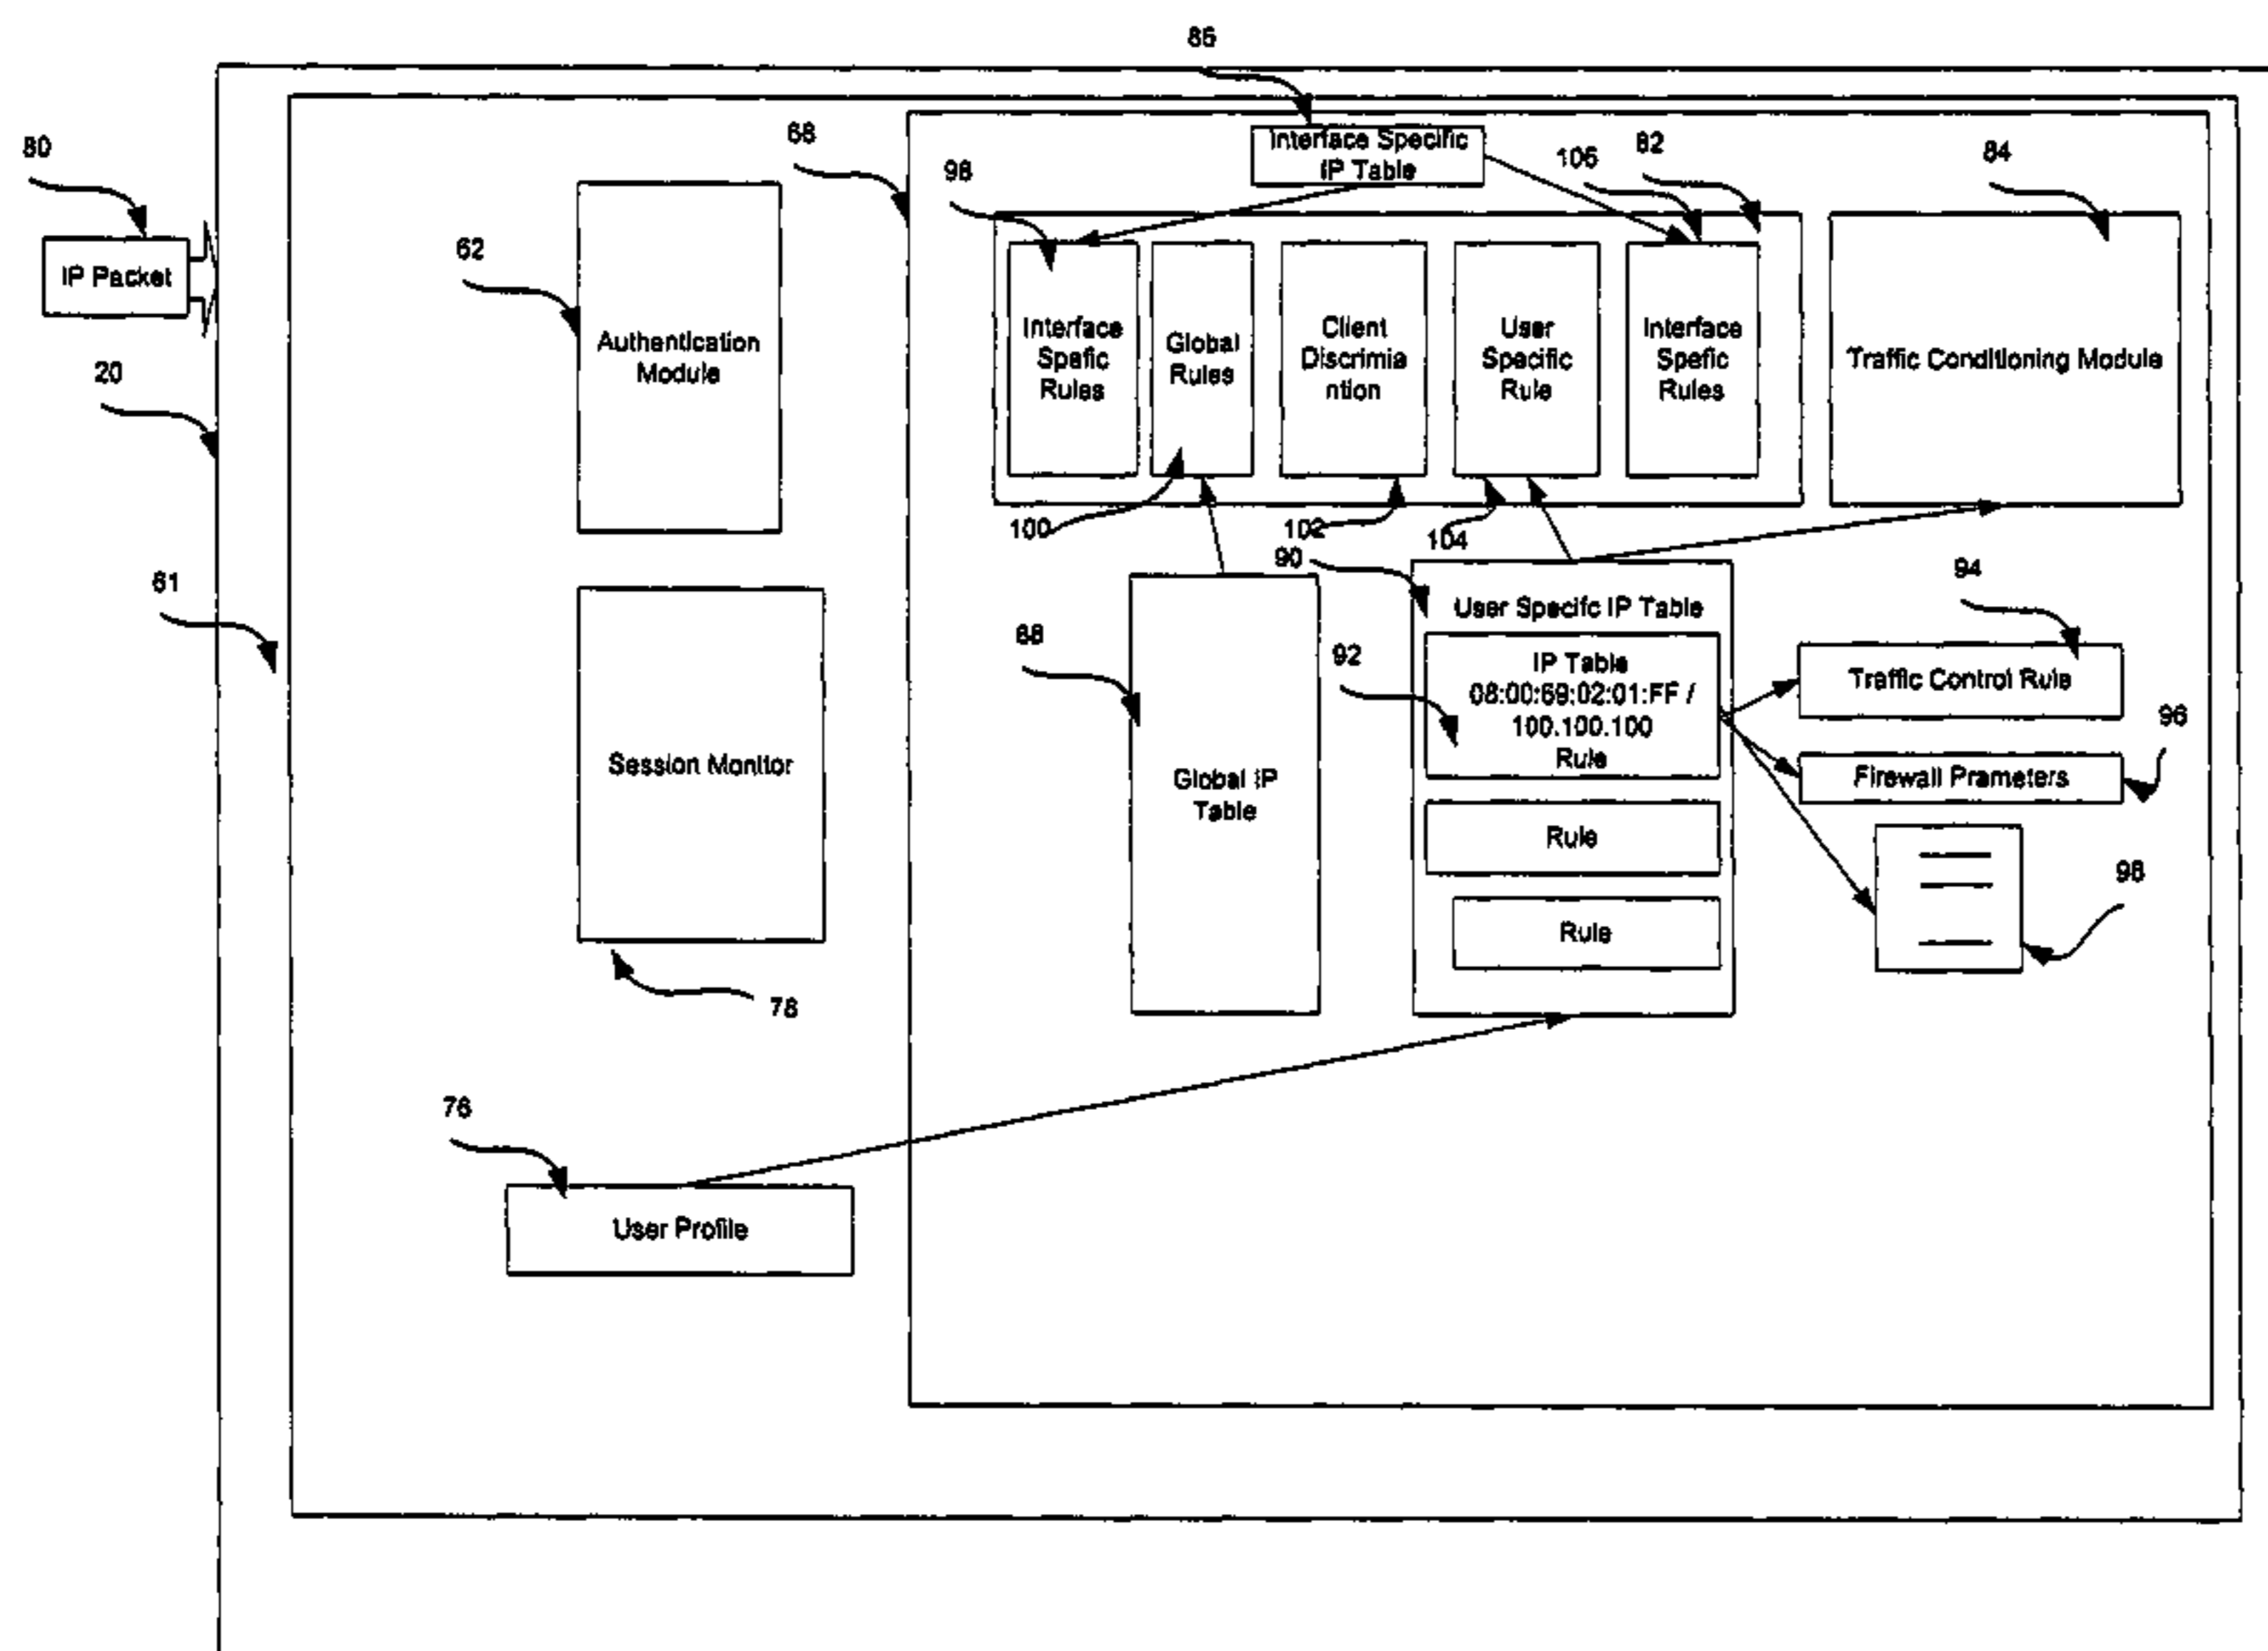 85
80
68
98
Interface Specific
IP Table
106
82
84
IP Packet
62
Authentication
Module
Interface
Spefic
Rules
Global
Rules
Client
Discrimia
ntion
User
Specific
Rule
Interface
Spefic
Rules
Traffic Conditioning Module
20
100
102
104
61
90
User Specifc IP Table
94
88
92
IP Table
08:00:69:02:01:FF /
100.100.100
Rule
Traffic Control Rule
96
Session Monitor
Global IP
Table
Firewall Prameters
Rule
98
Rule
78
76
User Profile